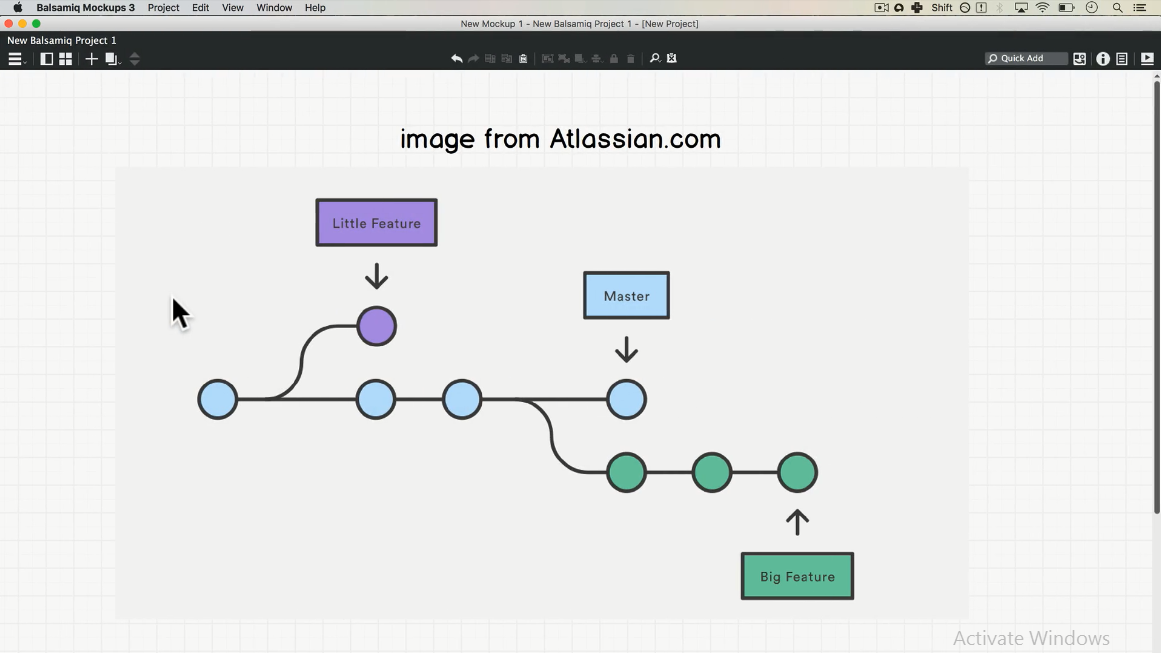 Balsamiq Mockups 3 Project Edit View Window Help Shift
New Mockup 1 - New Balsamiq Project 1 - [New Project]
New Balsamiq Project 1
Quick Add
image from Atlassian.com
Little Feature
Master
Big Feature
Activate Windows